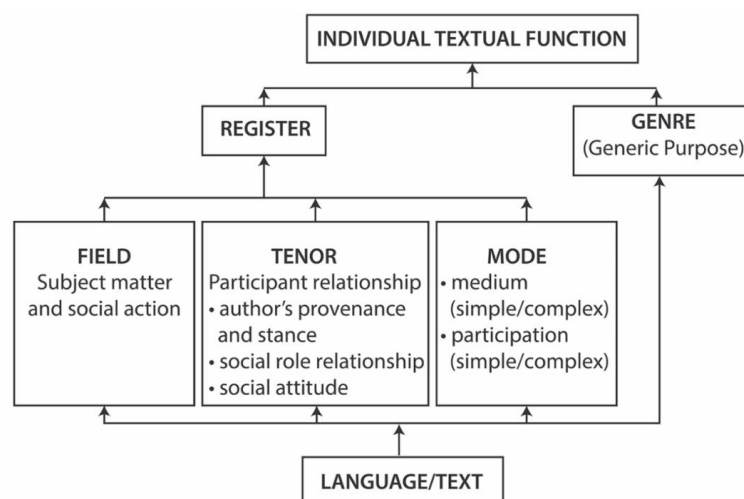 INDIVIDUAL TEXTUAL FUNCTION
REGISTER
GENRE
(Generic Purpose)
FIELD
Subject matter
and social action
TENOR
Participant relationship
• author's provenance
and stance
• social role relationship
• social attitude
MODE
• medium
(simple/complex)
• participation
(simple/complex)
LANGUAGE/TEXT